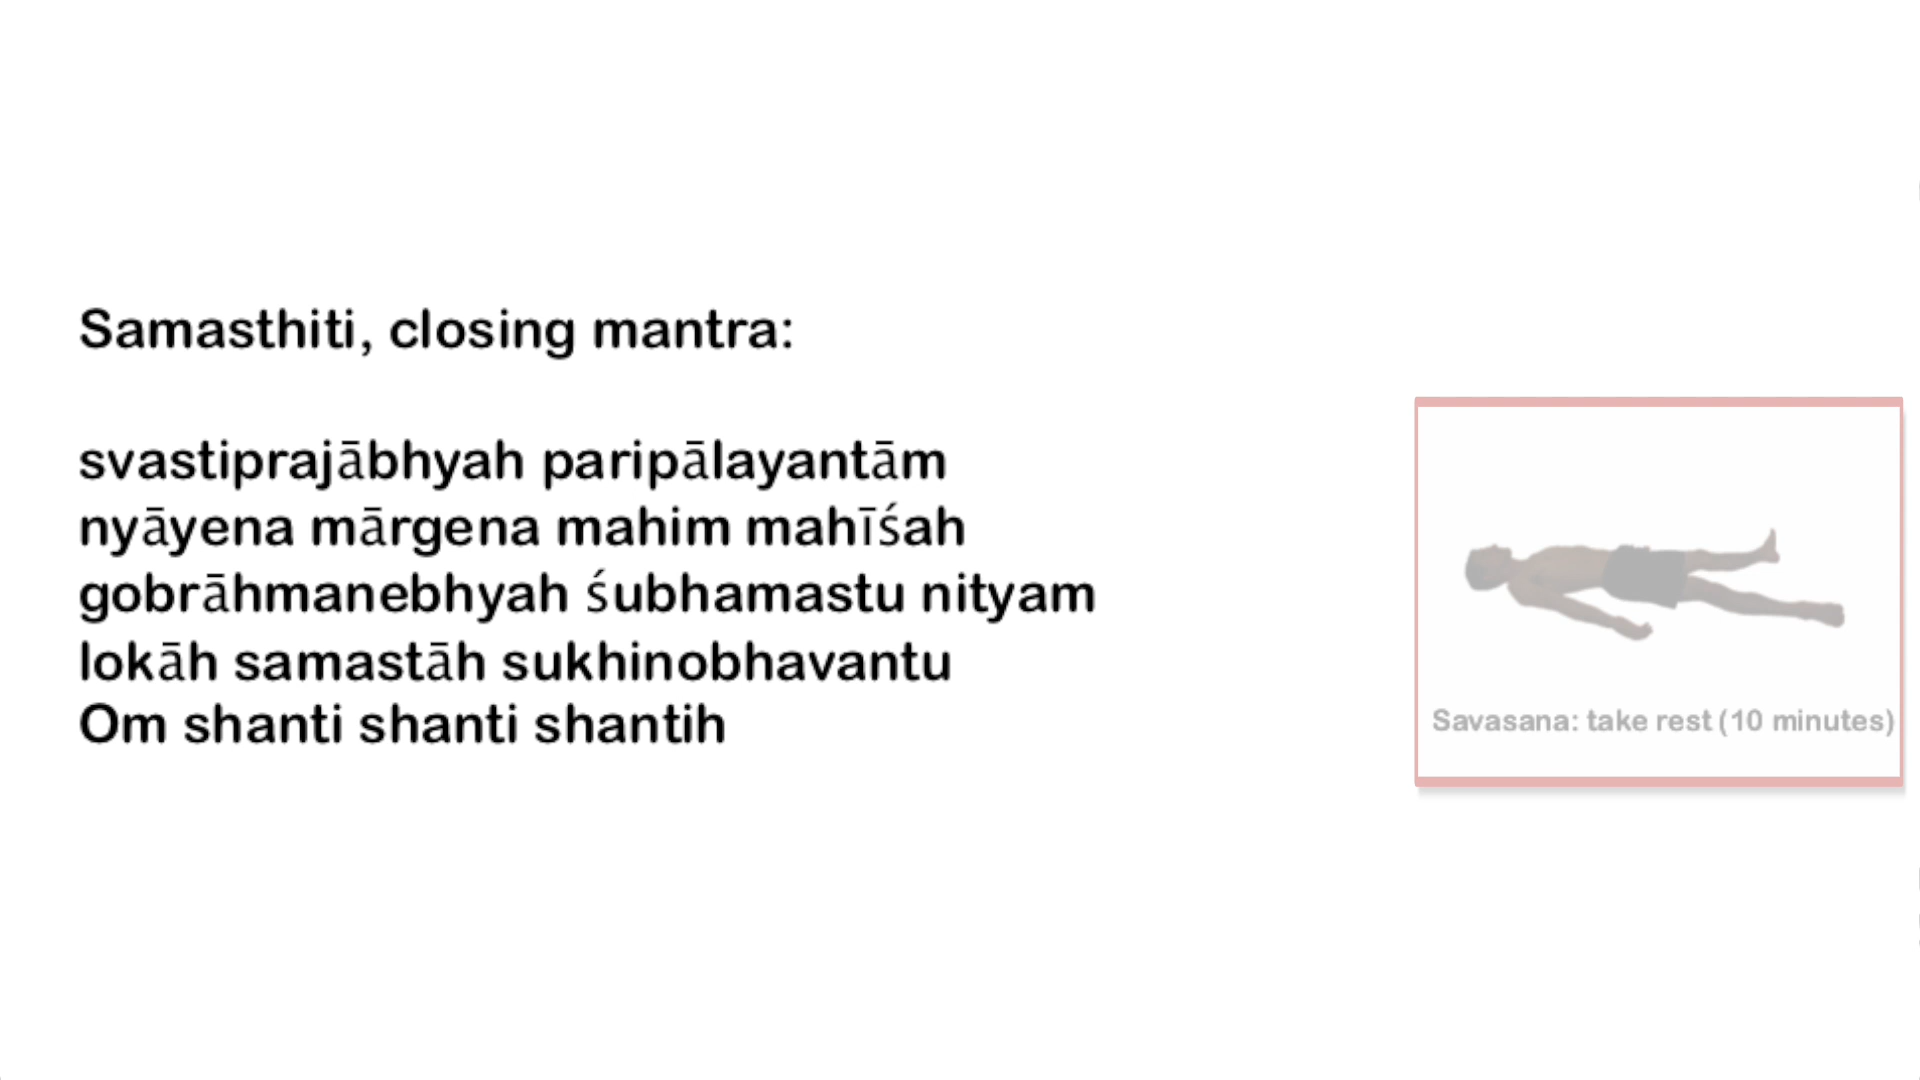 Samasthiti, closing mantra:
svastiprajābhyah paripālayantām
nyāyena mārgena mahim mahīśah
gobrāhmanebhyah śubhamastu nityam
lokāh samastāh sukhinobhavantu
Om shanti shanti shantih
Savasana: take rest (10 minutes)